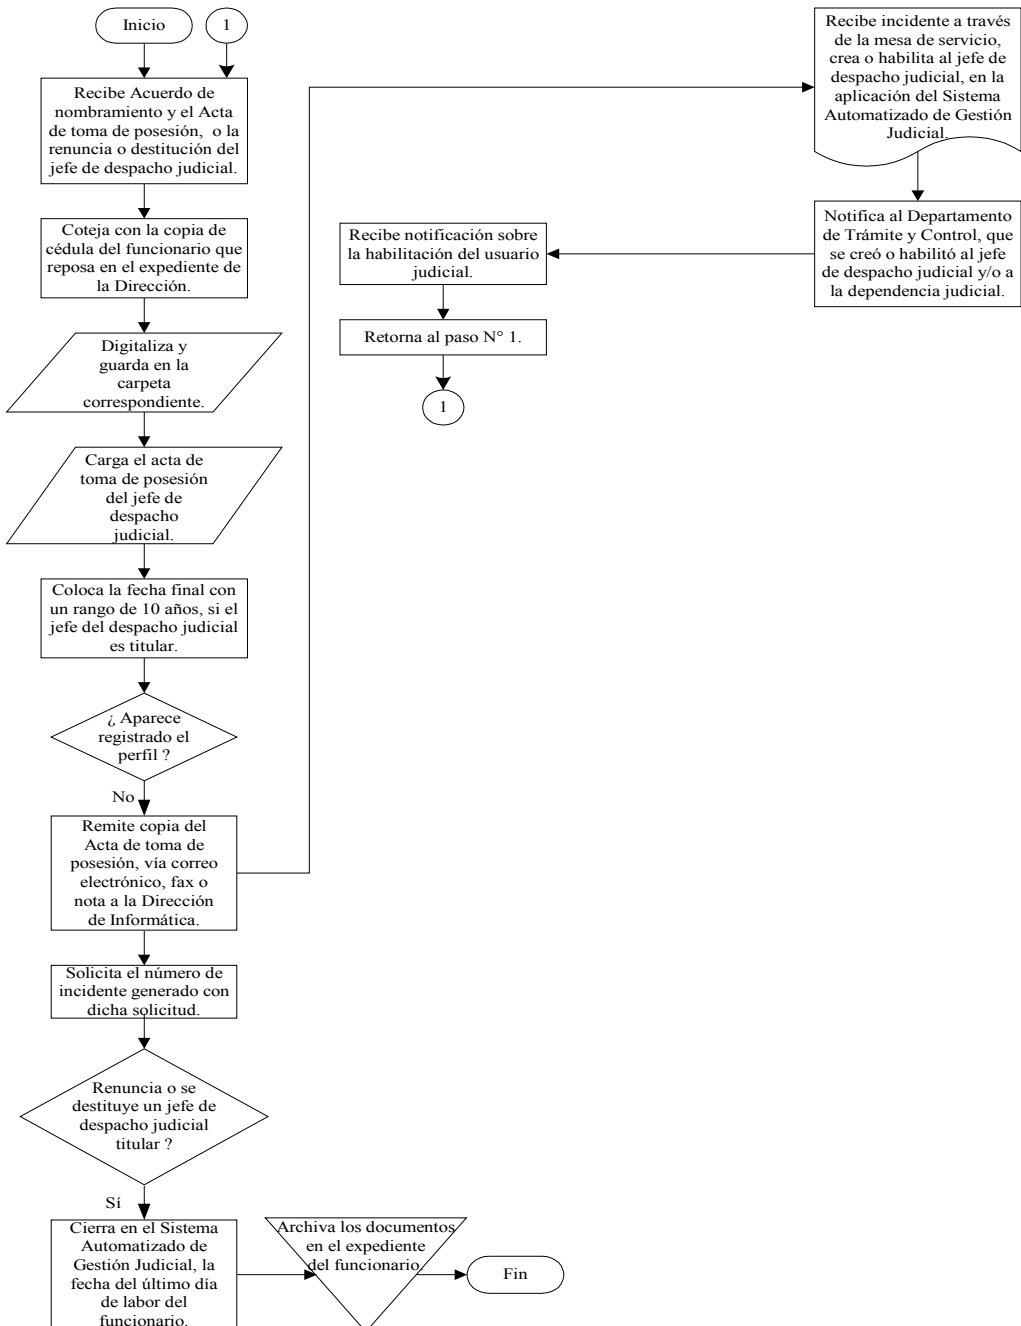 Inicio
1
Recibe Acuerdo de
nombramiento y el Acta
de toma de posesión, o la
renuncia o destitución del
jefe de despacho judicial.
Coteja con la copia de
cédula del funcionario que
reposa en el expediente de
la Dirección.
Digitaliza y
guarda en la
carpeta
correspondiente.
Carga el acta de
toma de posesión
del jefe de
despacho
judicial.
Coloca la fecha final con
un rango de 10 años, si el
jefe del despacho judicial
es titular.
¿ Aparece
registrado el
perfil ?
No
Remite copia del
Acta de toma de
posesión, vía correo
electrónico, fax o
nota a la Dirección
de Informática.
Solicita el número de
incidente generado con
dicha solicitud.
Renuncia o se
destituye un jefe de
despacho judicial
titular ?
Sí
Cierra en el Sistema
Automatizado de
Gestión Judicial, la
fecha del último día
de labor del
funcionario.
Archiva los documentos
en el expediente
del funcionario.
Fin
Recibe incidente a través
de la mesa de servicio,
crea o habilita al jefe de
despacho judicial, en la
aplicación del Sistema
Automatizado de Gestión
Judicial.
Notifica al Departamento
de Trámite y Control, que
se creó o habilitó al jefe
de despacho judicial y/o a
la dependencia judicial.
Recibe notificación sobre
la habilitación del usuario
judicial.
Retorna al paso N° 1.
1